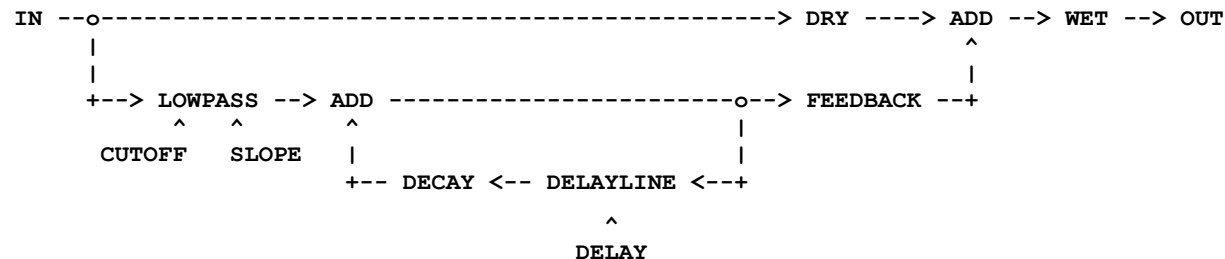 IN --o-----------------------------------------------> DRY ----> ADD --> WET --> OUT
     |                                                            ^
     |                                                            |
     +--> LOWPASS --> ADD ------------------------o--> FEEDBACK --+
           ^   ^       ^                          |
      CUTOFF   SLOPE   |                          |
                       +-- DECAY <-- DELAYLINE <--+
                                         ^
                                       DELAY